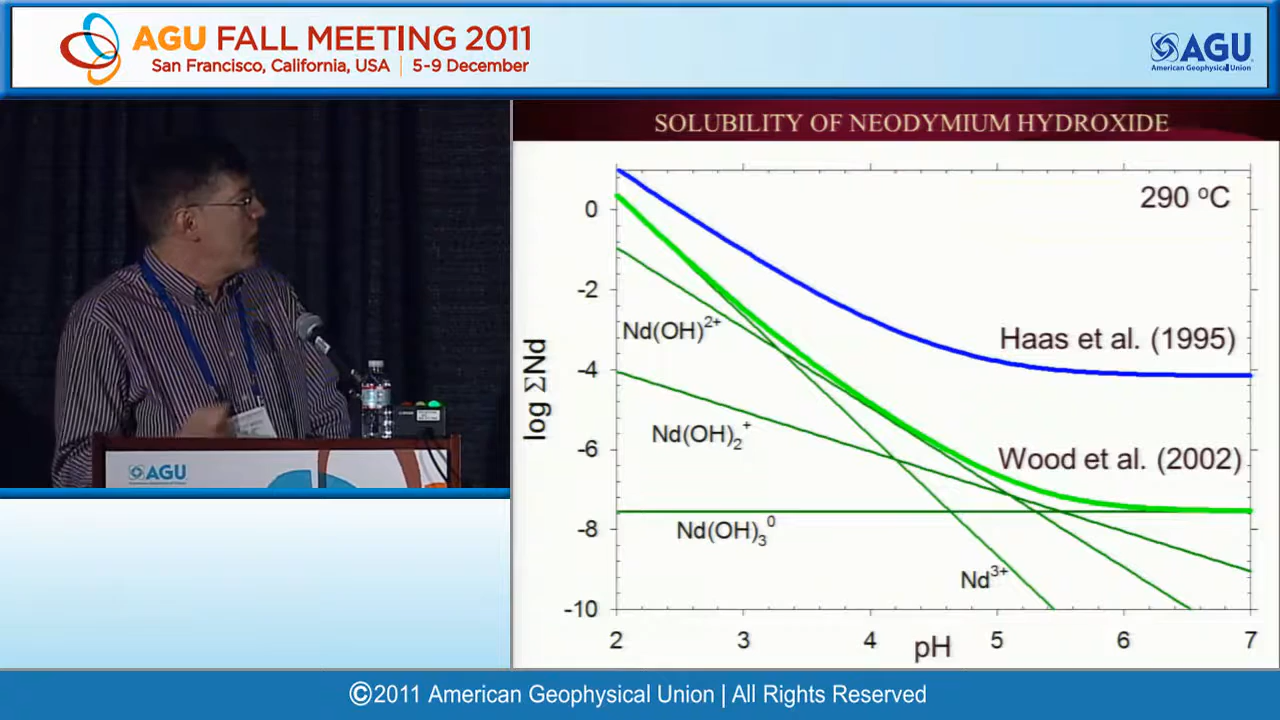 AGU FALL MEETING 2011
San Francisco, California, USA | 5-9 December
AGU
American Geophysical Union
SOLUBILITY OF NEODYMIUM HYDROXIDE
290 °C
0
-2
-4
-6
-8
-10
log ΣNd
Nd(OH)²⁺
Nd(OH)₂⁺
Nd(OH)₃⁰
Nd³⁺
Haas et al. (1995)
Wood et al. (2002)
2 3 4 5 6 7
pH
AGU
©2011 American Geophysical Union | All Rights Reserved